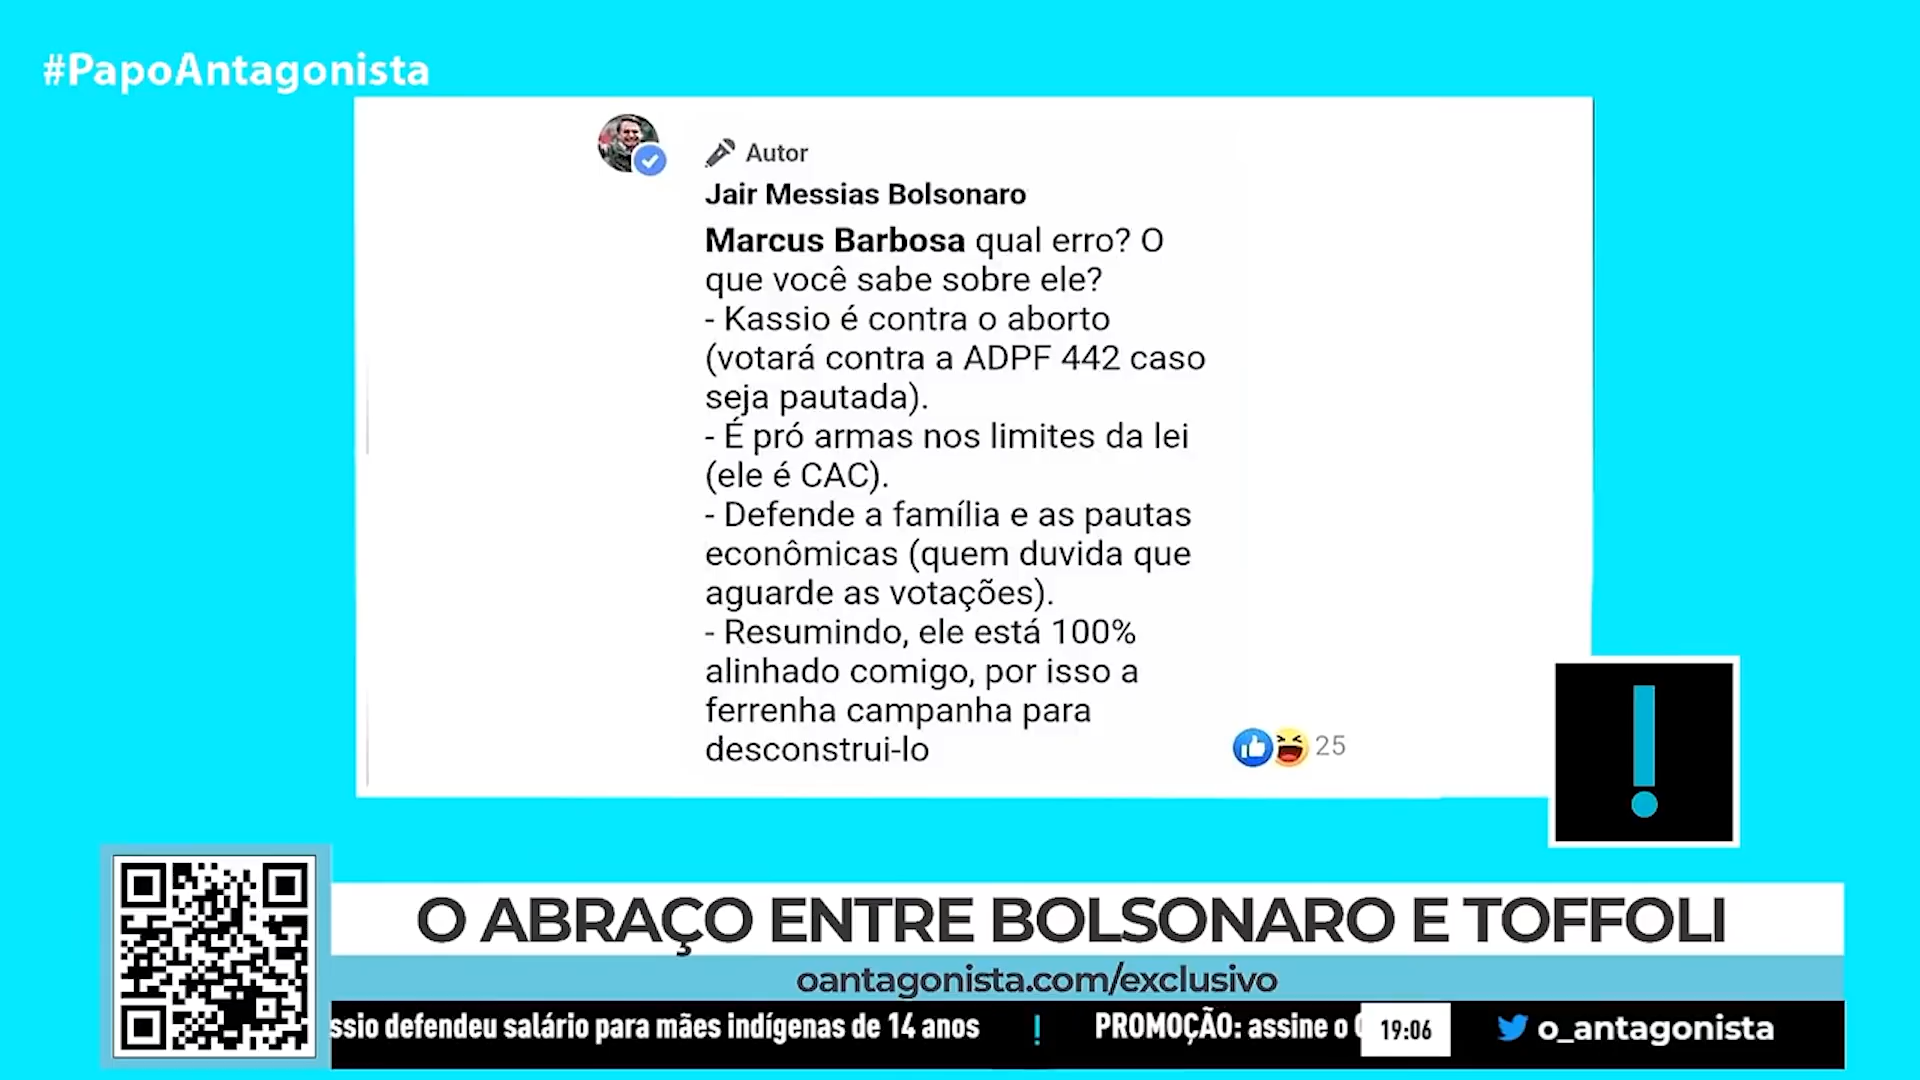 #PapoAntagonista
Autor
Jair Messias Bolsonaro
Marcus Barbosa qual erro? O
que você sabe sobre ele?
- Kassio é contra o aborto
(votará contra a ADPF 442 caso
seja pautada).
- É pró armas nos limites da lei
(ele é CAC).
- Defende a família e as pautas
econômicas (quem duvida que
aguarde as votações).
- Resumindo, ele está 100%
alinhado comigo, por isso a
ferrenha campanha para
desconstrui-lo
25
O ABRAÇO ENTRE BOLSONARO E TOFFOLI
oantagonista.com/exclusivo
ssio defendeu salário para mães indígenas de 14 anos ! PROMOÇÃO: assine o
19:06
o_antagonista